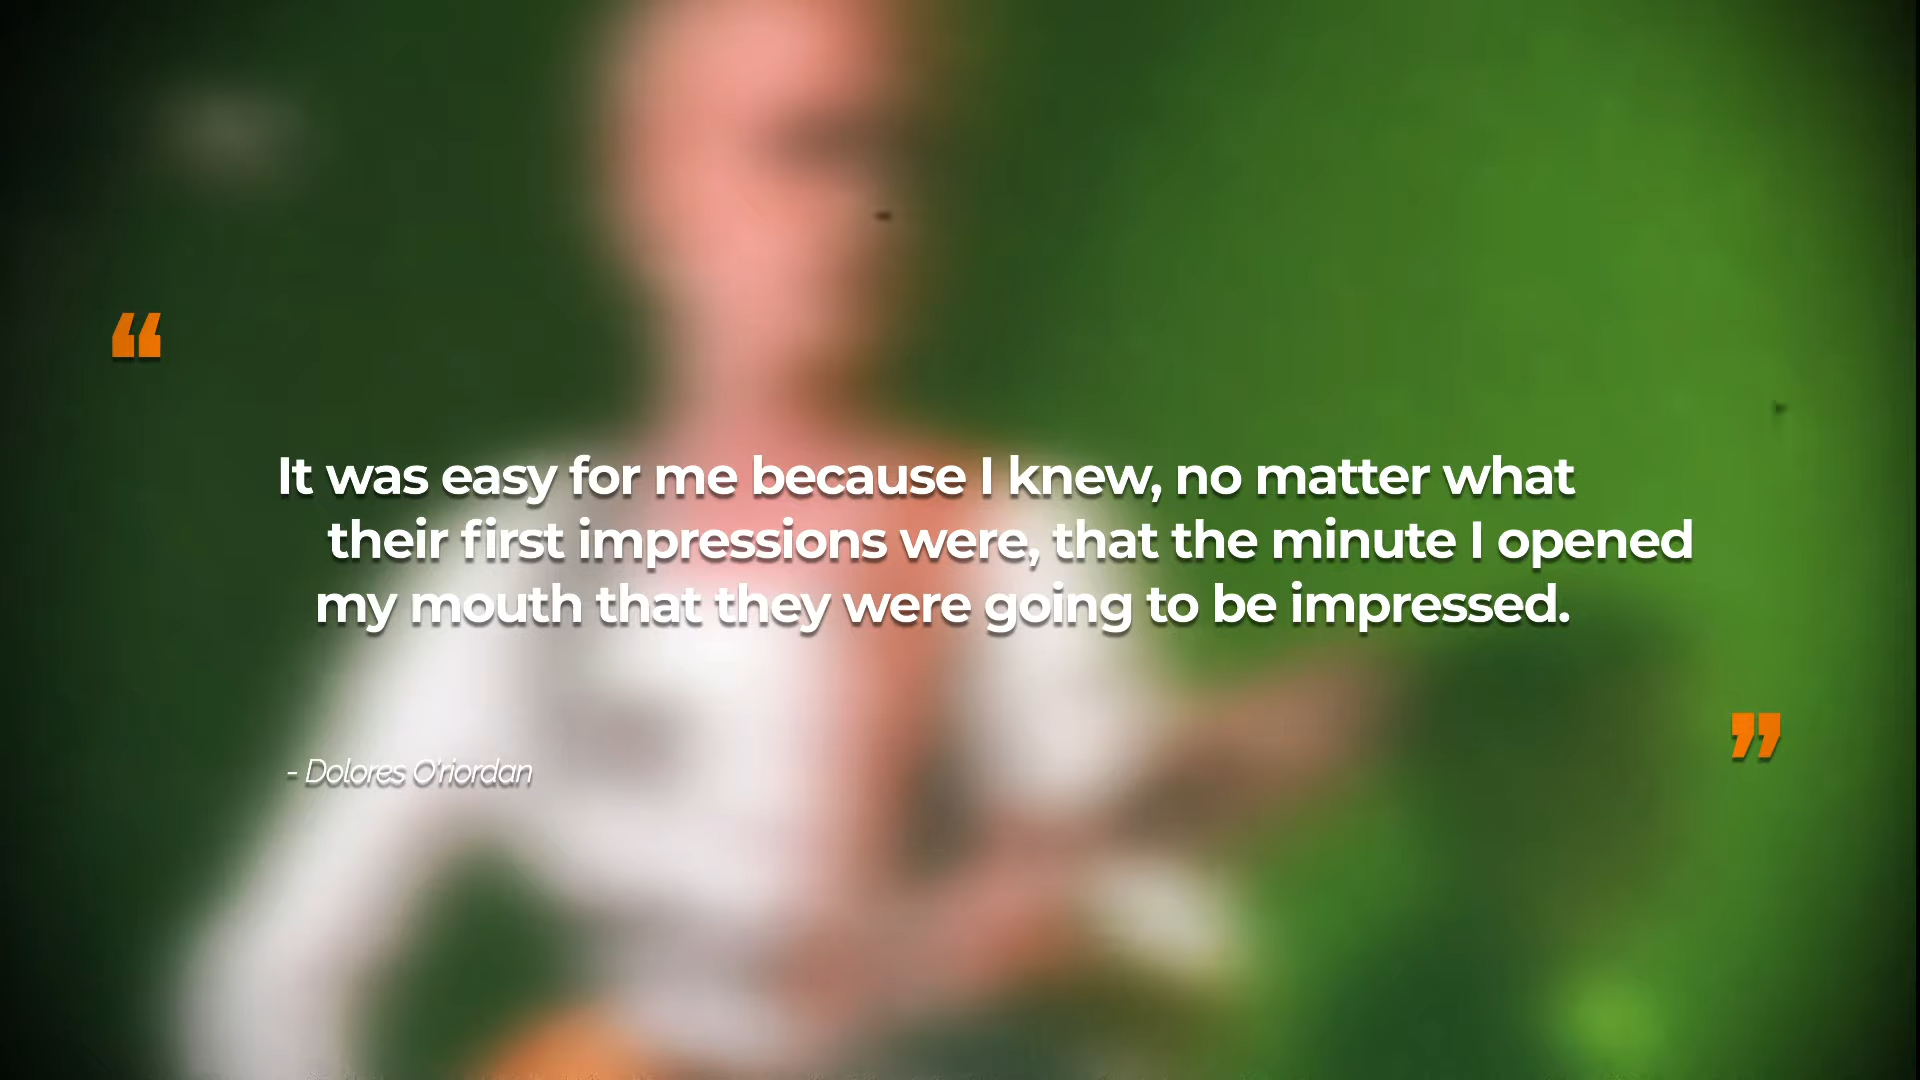 “
It was easy for me because I knew, no matter what
their first impressions were, that the minute I opened
my mouth that they were going to be impressed.
”
- Dolores O'riordan